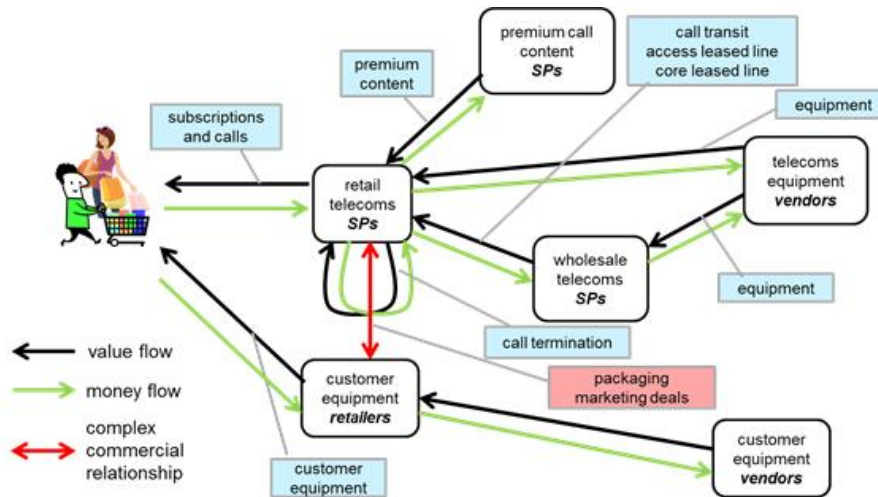 premium call
content
SPs
call transit
access leased line
core leased line
premium
content
subscriptions
and calls
equipment
retail
telecoms
SPs
telecoms
equipment
vendors
wholesale
telecoms
SPs
equipment
call termination
value flow
money flow
complex
commercial
relationship
customer
equipment
retailers
packaging
marketing deals
customer
equipment
customer
equipment
vendors